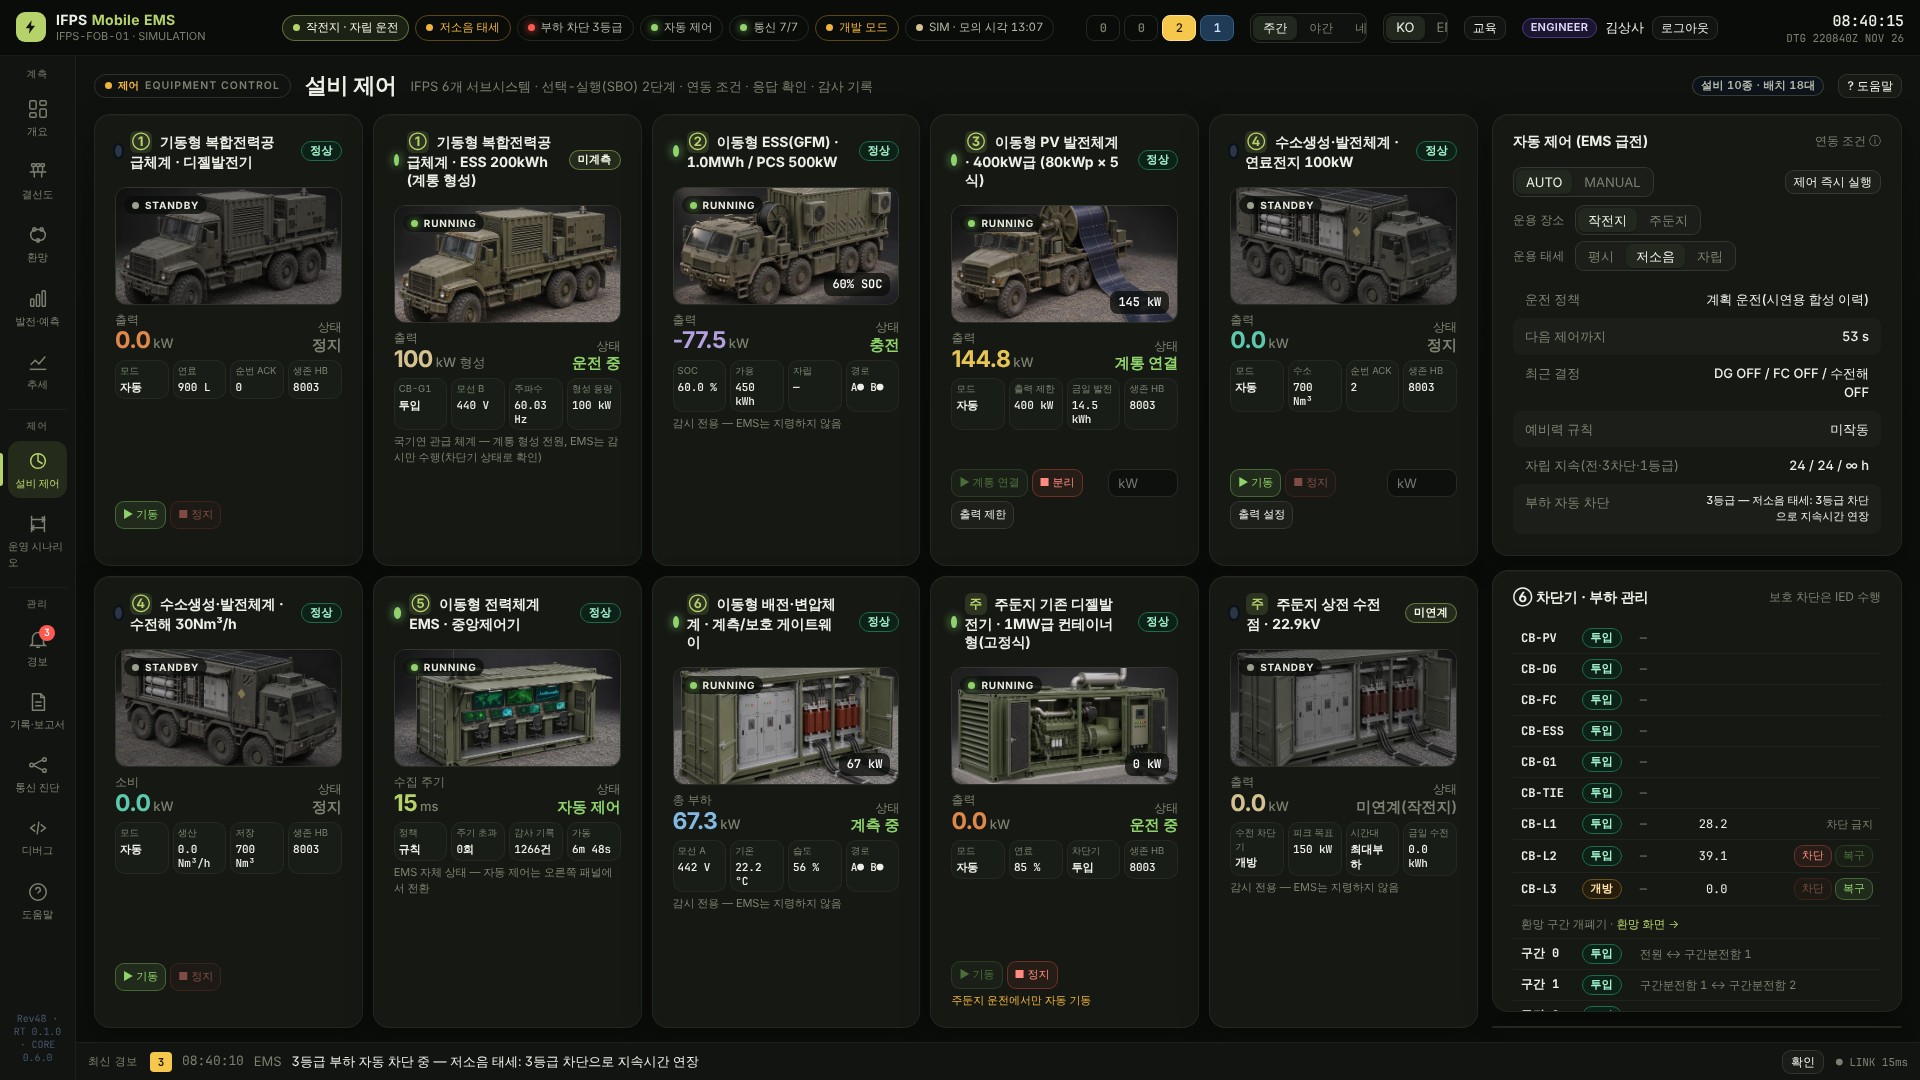 IFPS Mobile EMS
IFPS-FOB-01 · SIMULATION
작전지 · 자립 운전
저소음 태세
부하 차단 3등급
자동 제어
통신 7/7
개발 모드
SIM · 모의 시각 13:07
0 0 2 1
주간 야간
KO
교육
ENGINEER 김상사 로그아웃
08:40:15
DTG 220840Z NOV 26
계측
개요
결선도
환망
발전·예측
추세
제어
설비 제어
운영 시나리
오
관리
3
경보
기록·보고서
통신 진단
디버그
도움말
Rev48 ·
RT 0.1.0
· CORE
0.6.0
제어 EQUIPMENT CONTROL
설비 제어
IFPS 6개 서브시스템 · 선택-실행(SBO) 2단계 · 연동 조건 · 응답 확인 · 감사 기록
설비 10종 · 배치 18대
? 도움말
① 기동형 복합전력공
급체계 · 디젤발전기
정상
STANDBY
출력
0.0 kW
상태
정지
모드 자동
연료 900 L
순번 ACK 0
생존 HB 8003
▶ 기동 ■ 정지
① 기동형 복합전력공
급체계 · ESS 200kWh
(계통 형성)
미계측
RUNNING
출력
100 kW 형성
상태
운전 중
CB-G1 투입
모선 B 440 V
주파수 60.03 Hz
형성 용량 100 kW
국기연 관급 체계 — 계통 형성 전원, EMS는 감
시만 수행(차단기 상태로 확인)
② 이동형 ESS(GFM) ·
1.0MWh / PCS 500kW
정상
RUNNING
60% SOC
출력
-77.5 kW
상태
충전
SOC 60.0 %
가용 450 kWh
자립 —
경로 A● B●
감시 전용 — EMS는 지령하지 않음
③ 이동형 PV 발전체계
· 400kW급 (80kWp × 5
식)
정상
RUNNING
145 kW
출력
144.8 kW
상태
계통 연결
모드 자동
출력 제한 400 kW
금일 발전 14.5 kWh
생존 HB 8003
▶ 계통 연결 ■ 분리 kW
출력 제한
④ 수소생성·발전체계 ·
연료전지 100kW
정상
STANDBY
출력
0.0 kW
상태
정지
모드 자동
수소 700 Nm³
순번 ACK 2
생존 HB 8003
▶ 기동 ■ 정지 kW
출력 설정
④ 수소생성·발전체계 ·
수전해 30Nm³/h
정상
STANDBY
소비
0.0 kW
상태
정지
모드 자동
생산 0.0 Nm³/h
저장 700 Nm³
생존 HB 8003
▶ 기동 ■ 정지
⑤ 이동형 전력체계
EMS · 중앙제어기
정상
RUNNING
수집 주기
15 ms
상태
자동 제어
정책 규칙
주기 초과 0회
감사 기록 1266건
가동 6m 48s
EMS 자체 상태 — 자동 제어는 오른쪽 패널에
서 전환
⑥ 이동형 배전·변압체
계 · 계측/보호 게이트웨
이
정상
RUNNING
67 kW
총 부하
67.3 kW
상태
계측 중
모선 A 442 V
기온 22.2 °C
습도 56 %
경로 A● B●
감시 전용 — EMS는 지령하지 않음
주 주둔지 기존 디젤발
전기 · 1MW급 컨테이너
형(고정식)
정상
RUNNING
0 kW
출력
0.0 kW
상태
운전 중
모드 자동
연료 85 %
차단기 투입
생존 HB 8003
▶ 기동 ■ 정지
주둔지 운전에서만 자동 기동
주 주둔지 상전 수전
점 · 22.9kV
미연계
STANDBY
출력
0.0 kW
상태
미연계(작전지)
수전 차단기 개방
피크 목표 150 kW
시간대 최대부하
금일 수전 0.0 kWh
감시 전용 — EMS는 지령하지 않음
자동 제어 (EMS 급전)
연동 조건 ⓘ
AUTO MANUAL
제어 즉시 실행
운용 장소 작전지 주둔지
운용 태세 평시 저소음 자립
운전 정책 계획 운전(시연용 합성 이력)
다음 제어까지 53 s
최근 결정 DG OFF / FC OFF / 수전해
OFF
예비력 규칙 미작동
자립 지속(전·3차단·1등급) 24 / 24 / ∞ h
부하 자동 차단 3등급 — 저소음 태세: 3등급 차단
으로 지속시간 연장
⑥ 차단기 · 부하 관리
보호 차단은 IED 수행
CB-PV 투입 —
CB-DG 투입 —
CB-FC 투입 —
CB-ESS 투입 —
CB-G1 투입 —
CB-TIE 투입 —
CB-L1 투입 — 28.2 차단 금지
CB-L2 투입 — 39.1 차단 복구
CB-L3 개방 — 0.0 차단 복구
환망 구간 개폐기 · 환망 화면 →
구간 0 투입 전원 ↔ 구간분전함 1
구간 1 투입 구간분전함 1 ↔ 구간분전함 2
최신 경보 3 08:40:10 EMS 3등급 부하 자동 차단 중 — 저소음 태세: 3등급 차단으로 지속시간 연장
확인
LINK 15ms